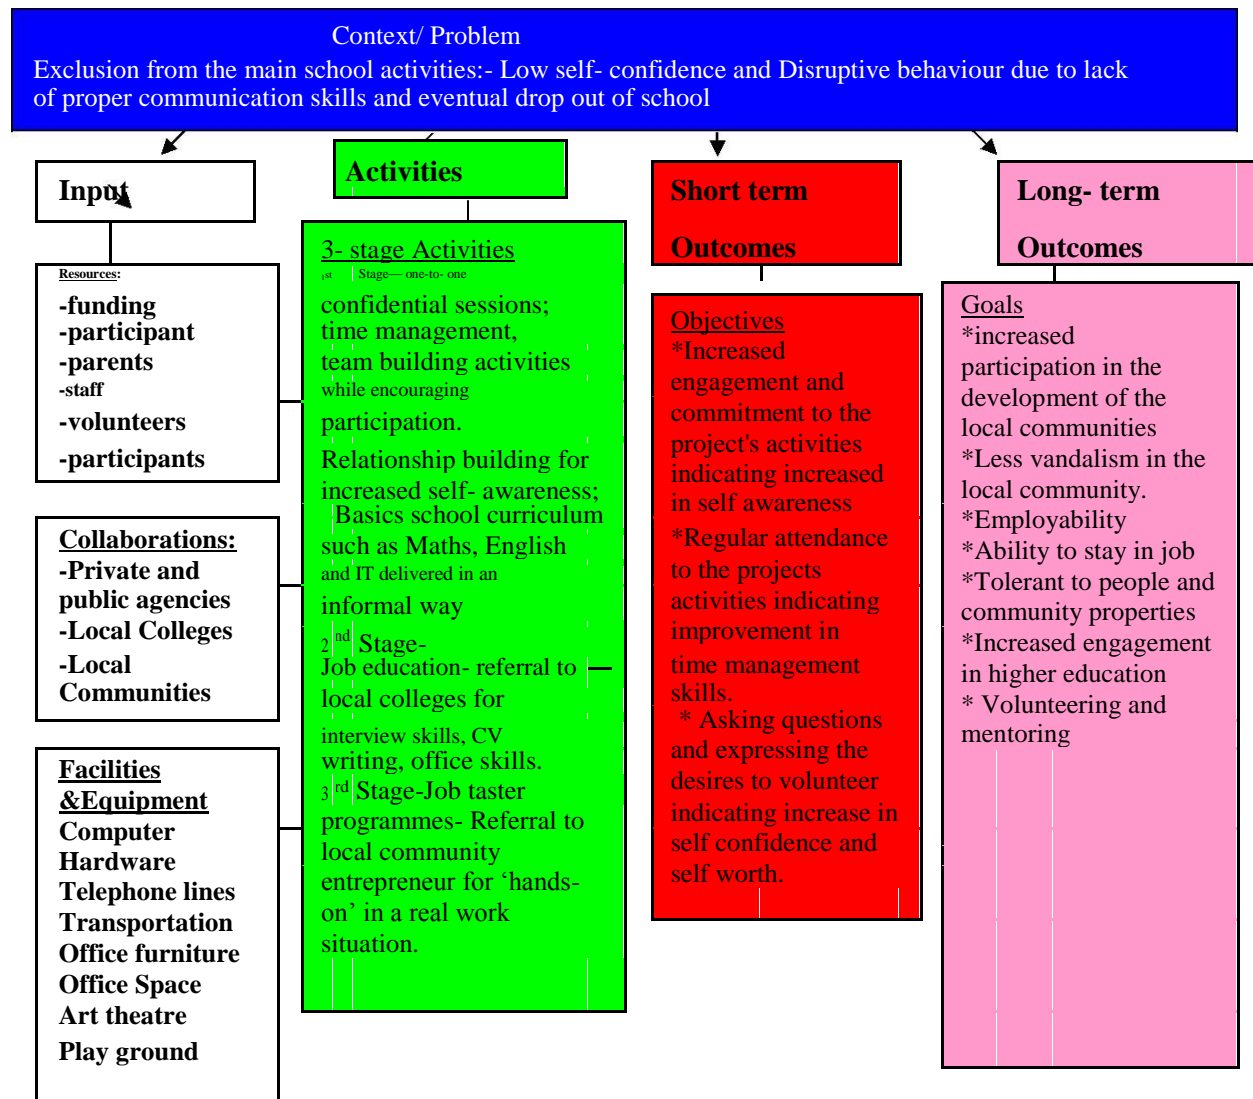 Context/ Problem
Exclusion from the main school activities:- Low self- confidence and Disruptive behaviour due to lack
of proper communication skills and eventual drop out of school
Input
Resources:
-funding
-participant
-parents
-staff
-volunteers
-participants
Collaborations:
-Private and
public agencies
-Local Colleges
-Local
Communities
Facilities
&Equipment
Computer
Hardware
Telephone lines
Transportation
Office furniture
Office Space
Art theatre
Play ground
Activities
3- stage Activities
1st Stage— one-to- one
confidential sessions;
time management,
team building activities
while encouraging
participation.
Relationship building for
increased self- awareness;
Basics school curriculum
such as Maths, English
and IT delivered in an
informal way
2nd Stage-
Job education- referral to
local colleges for
interview skills, CV
writing, office skills.
3rd Stage-Job taster
programmes- Referral to
local community
entrepreneur for ‘hands-
on’ in a real work
situation.
Short term
Outcomes
Objectives
*Increased
engagement and
commitment to the
project's activities
indicating increased
in self awareness
*Regular attendance
to the projects
activities indicating
improvement in
time management
skills.
* Asking questions
and expressing the
desires to volunteer
indicating increase in
self confidence and
self worth.
Long- term
Outcomes
Goals
*increased
participation in the
development of the
local communities
*Less vandalism in the
local community.
*Employability
*Ability to stay in job
*Tolerant to people and
community properties
*Increased engagement
in higher education
* Volunteering and
mentoring